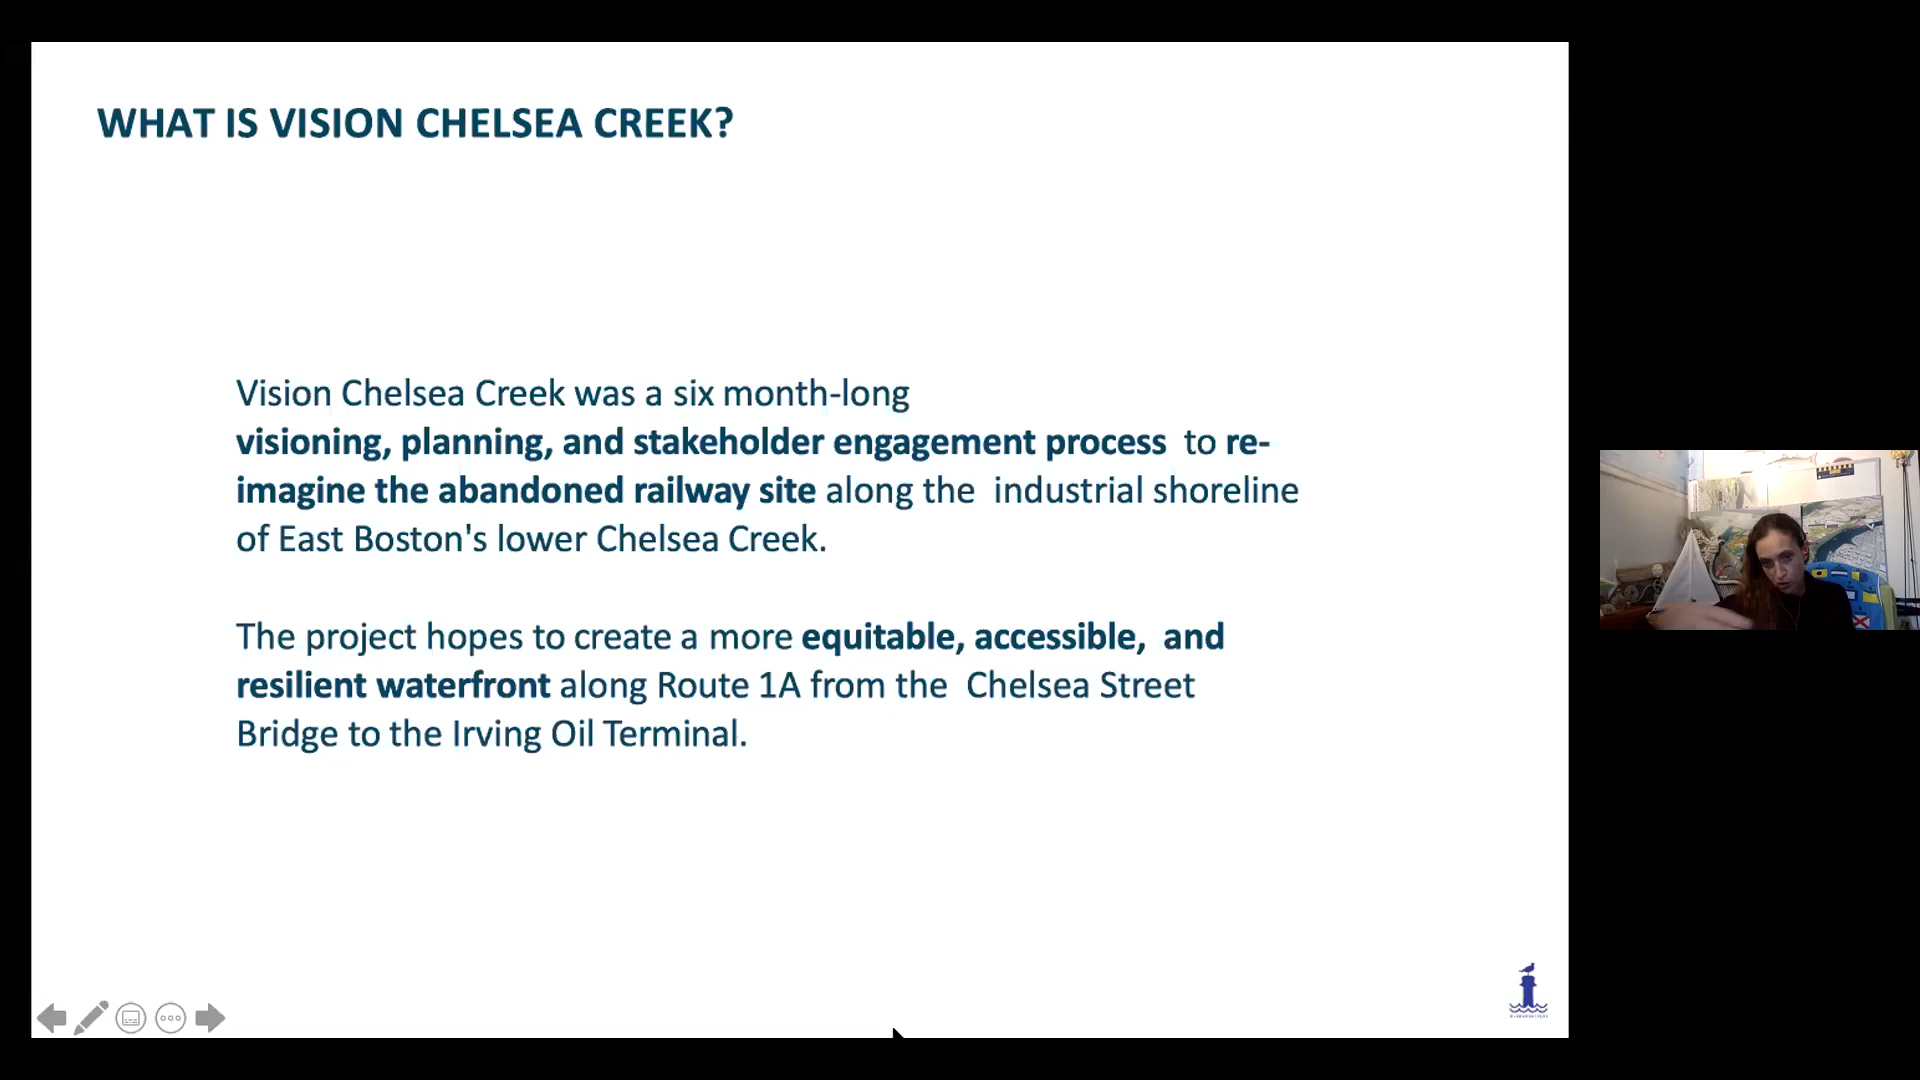 WHAT IS VISION CHELSEA CREEK?
Vision Chelsea Creek was a six month-long
visioning, planning, and stakeholder engagement process to re-
imagine the abandoned railway site along the industrial shoreline
of East Boston's lower Chelsea Creek.
The project hopes to create a more equitable, accessible, and
resilient waterfront along Route 1A from the Chelsea Street
Bridge to the Irving Oil Terminal.